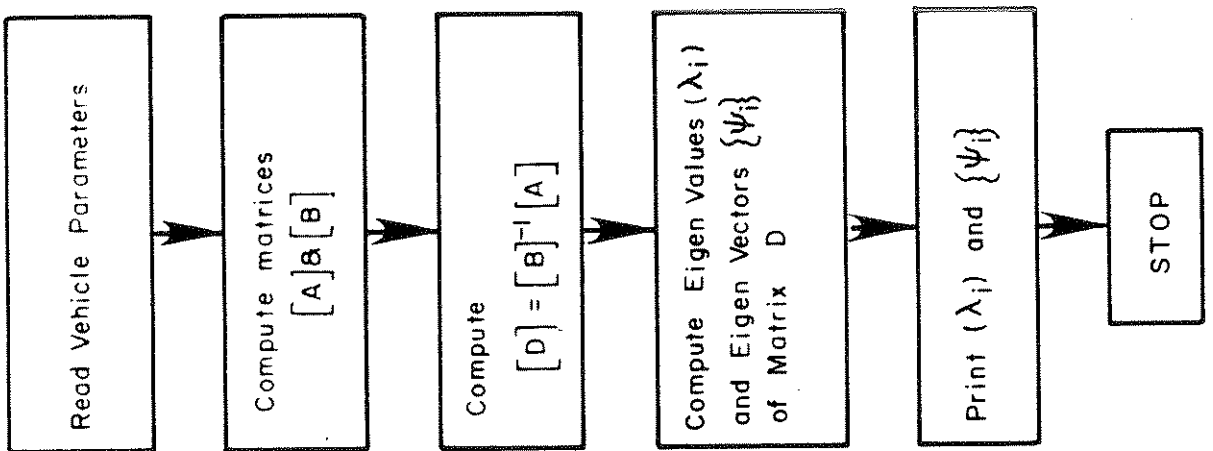 Read Vehicle Parameters
Compute matrices
[A]&[B]
Compute
[D]=[B]⁻¹[A]
Compute Eigen Values(λi)
and Eigen Vectors {ψi}
of Matrix D
Print (λi) and {ψi}
STOP